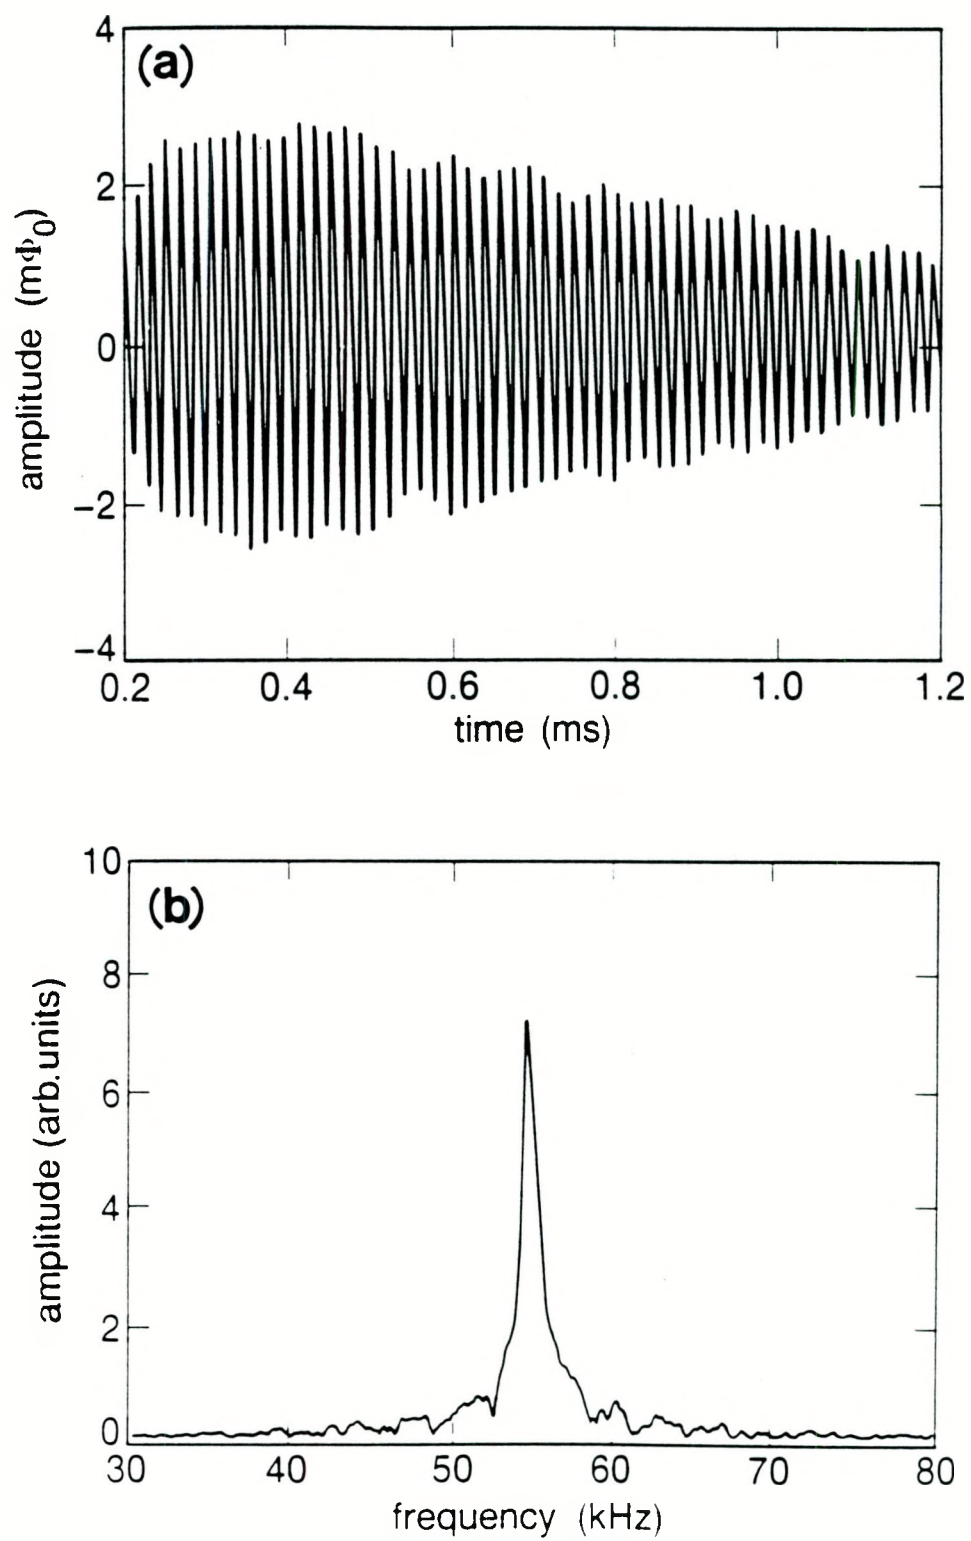 (a)
4
2
0
−2
−4
amplitude (mΦ0)
0.2 0.4 0.6 0.8 1.0 1.2
time (ms)
(b)
10
8
6
4
2
0
amplitude (arb.units)
30 40 50 60 70 80
frequency (kHz)